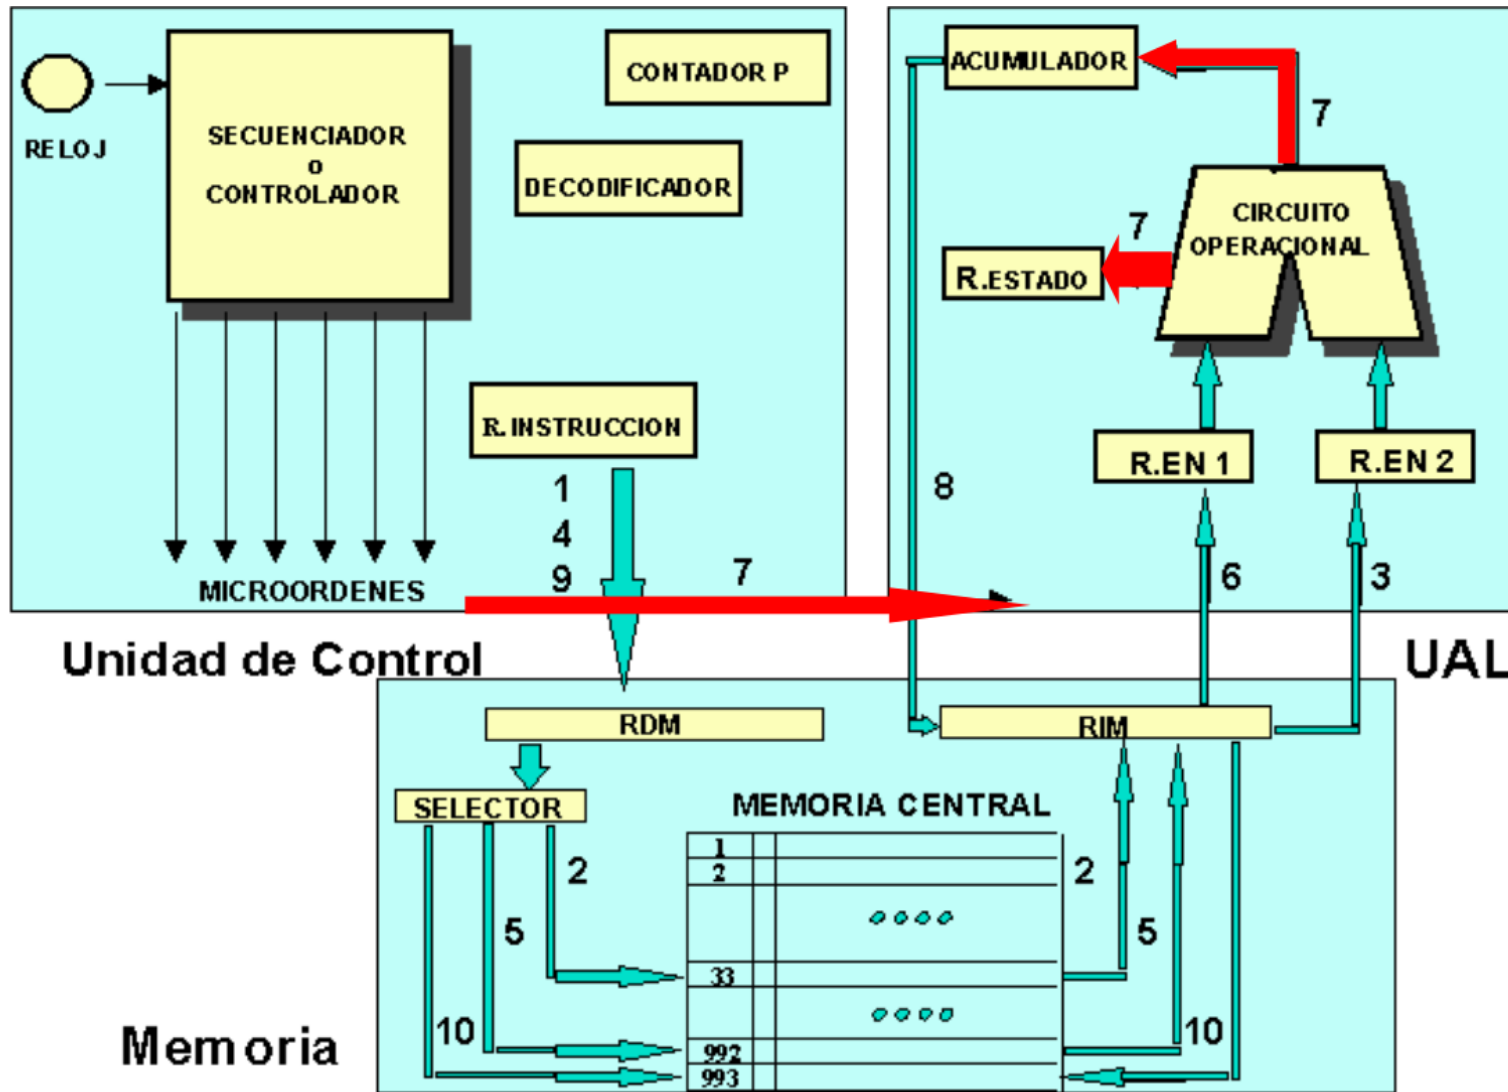 RELOJ
SECUENCIADOR
o
CONTROLADOR
CONTADOR P
DECODIFICADOR
R.INSTRUCCION
1
4
9
7
MICROORDENES
Unidad de Control
ACUMULADOR
7
CIRCUITO
OPERACIONAL
7
R.ESTADO
R.EN 1
R.EN 2
8
6
3
UAL
RDM
RIM
SELECTOR
MEMORIA CENTRAL
1
2
33
992
993
2
5
10
2
5
10
Memoria